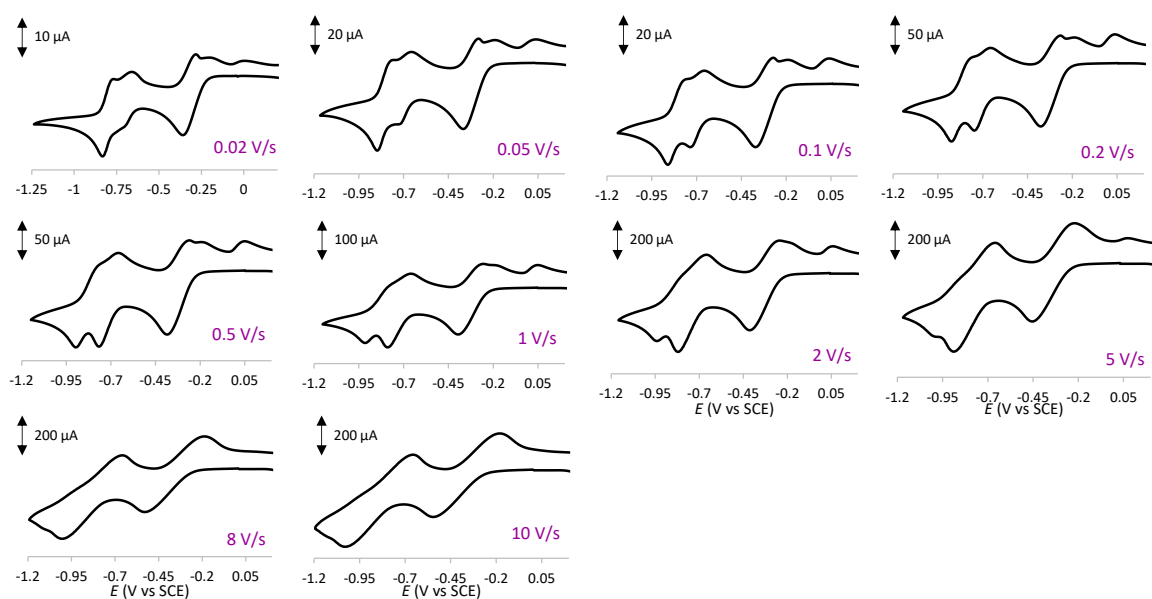 10 µA
0.02 V/s
-1.25 -1 -0.75 -0.5 -0.25 0
20 µA
0.05 V/s
-1.2 -0.95 -0.7 -0.45 -0.2 0.05
20 µA
0.1 V/s
-1.2 -0.95 -0.7 -0.45 -0.2 0.05
50 µA
0.2 V/s
-1.2 -0.95 -0.7 -0.45 -0.2 0.05
50 µA
0.5 V/s
-1.2 -0.95 -0.7 -0.45 -0.2 0.05
100 µA
1 V/s
-1.2 -0.95 -0.7 -0.45 -0.2 0.05
200 µA
2 V/s
-1.2 -0.95 -0.7 -0.45 -0.2 0.05
E (V vs SCE)
200 µA
5 V/s
-1.2 -0.95 -0.7 -0.45 -0.2 0.05
E (V vs SCE)
200 µA
8 V/s
-1.2 -0.95 -0.7 -0.45 -0.2 0.05
E (V vs SCE)
200 µA
10 V/s
-1.2 -0.95 -0.7 -0.45 -0.2 0.05
E (V vs SCE)